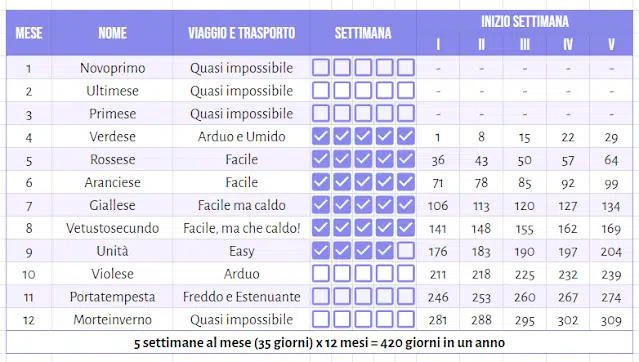 MESE NOME VIAGGIO E TRASPORTO SETTIMANA INIZIO SETTIMANA
I II III IV V
1 Novoprimo Quasi impossibile - - - - -
2 Ultimese Quasi impossibile - - - - -
3 Primese Quasi impossibile - - - - -
4 Verdese Arduo e Umido 1 8 15 22 29
5 Rossese Facile 36 43 50 57 64
6 Aranciese Facile 71 78 85 92 99
7 Giallese Facile ma caldo 106 113 120 127 134
8 Vetustosecundo Facile, ma che caldo! 141 148 155 162 169
9 Unità Easy 176 183 190 197 204
10 Violese Arduo 211 218 225 232 239
11 Portatempesta Freddo e Estenuante 246 253 260 267 274
12 Morteinverno Quasi impossibile 281 288 295 302 309
5 settimane al mese (35 giorni) x 12 mesi = 420 giorni in un anno